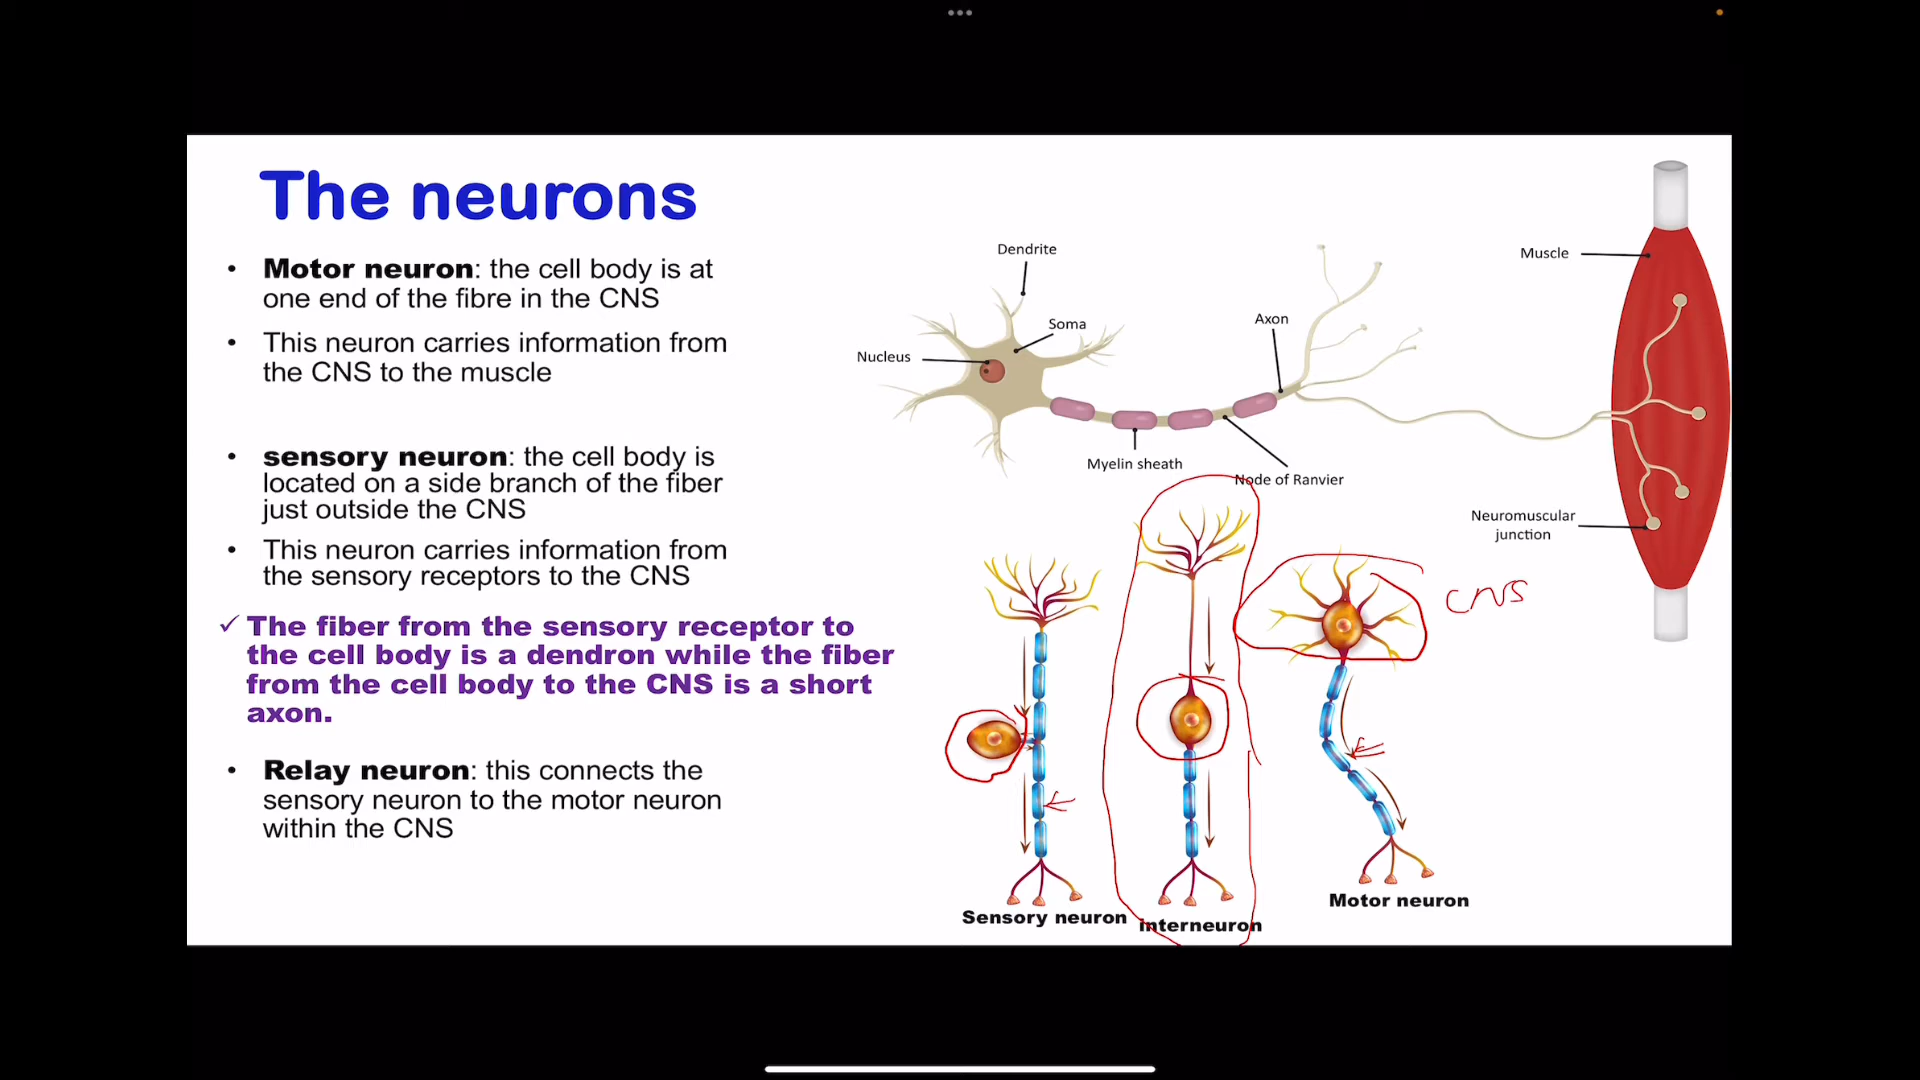 The neurons
• Motor neuron: the cell body is at
one end of the fibre in the CNS
• This neuron carries information from
the CNS to the muscle
• sensory neuron: the cell body is
located on a side branch of the fiber
just outside the CNS
• This neuron carries information from
the sensory receptors to the CNS
✓ The fiber from the sensory receptor to
the cell body is a dendron while the fiber
from the cell body to the CNS is a short
axon.
• Relay neuron: this connects the
sensory neuron to the motor neuron
within the CNS
Dendrite
Soma
Nucleus
Axon
Muscle
Myelin sheath
Node of Ranvier
Neuromuscular
junction
CNS
Sensory neuron
interneuron
Motor neuron